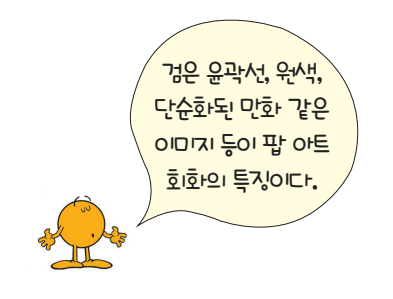 검은 윤곽선, 원색,
단순화된 만화 같은
이미지 등이 팝 아트
회화의 특징이다.